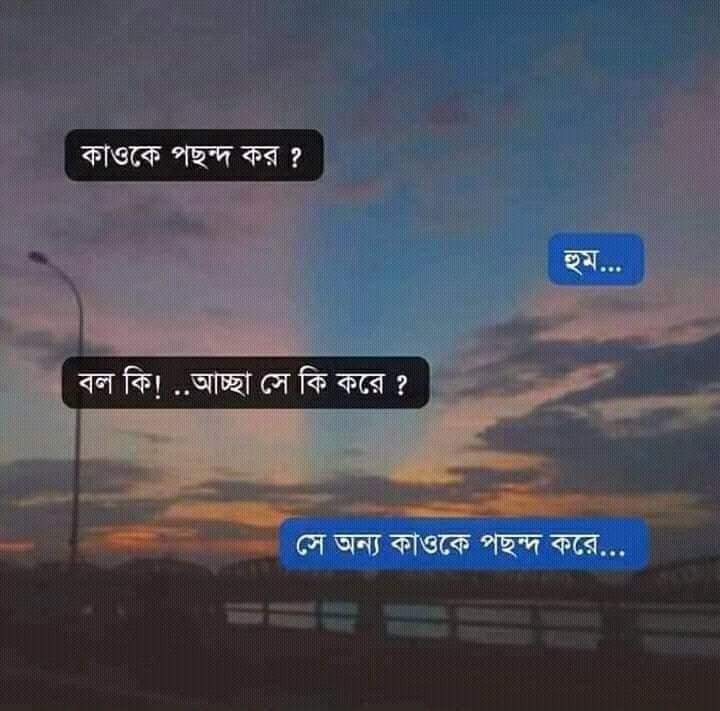 কাওকে পছন্দ কর ?
হুম...
বল কি! ..আচ্ছা সে কি করে ?
সে অন্য কাওকে পছন্দ করে...